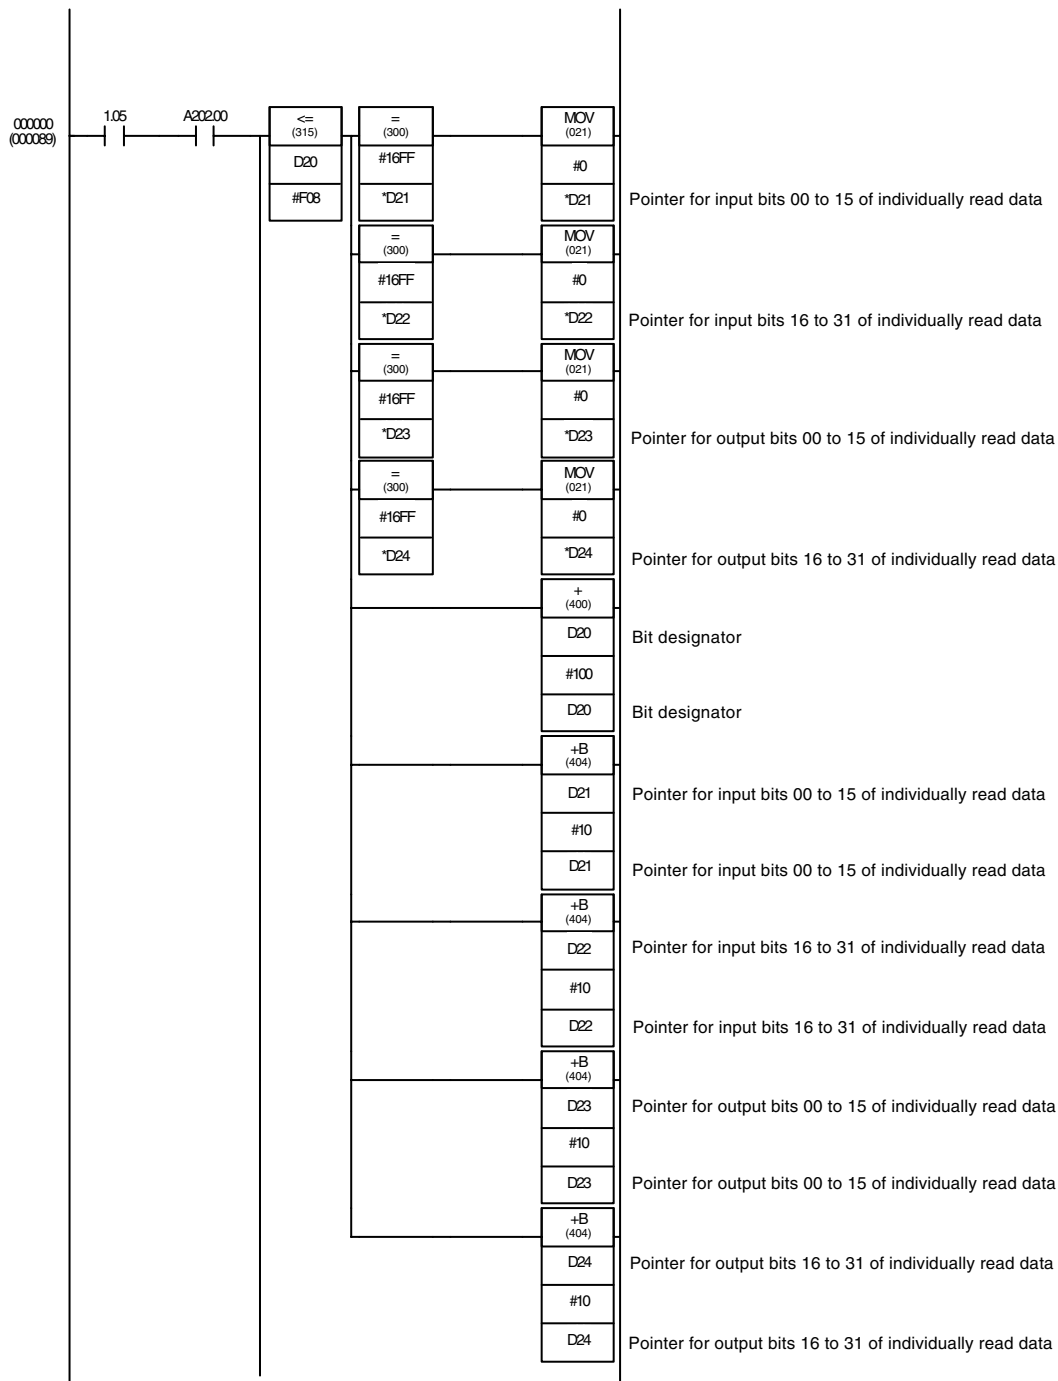 1.05 A202.00
000000
(000089)
<=
(315)
D20
#F08
=
(300)
#16FF
*D21
MOV
(021)
#0
*D21
Pointer for input bits 00 to 15 of individually read data
=
(300)
#16FF
*D22
MOV
(021)
#0
*D22
Pointer for input bits 16 to 31 of individually read data
=
(300)
#16FF
*D23
MOV
(021)
#0
*D23
Pointer for output bits 00 to 15 of individually read data
=
(300)
#16FF
*D24
MOV
(021)
#0
*D24
Pointer for output bits 16 to 31 of individually read data
+
(400)
D20 Bit designator
#100
D20 Bit designator
+B
(404)
D21 Pointer for input bits 00 to 15 of individually read data
#10
D21 Pointer for input bits 00 to 15 of individually read data
+B
(404)
D22 Pointer for input bits 16 to 31 of individually read data
#10
D22 Pointer for input bits 16 to 31 of individually read data
+B
(404)
D23 Pointer for output bits 00 to 15 of individually read data
#10
D23 Pointer for output bits 00 to 15 of individually read data
+B
(404)
D24 Pointer for output bits 16 to 31 of individually read data
#10
D24 Pointer for output bits 16 to 31 of individually read data